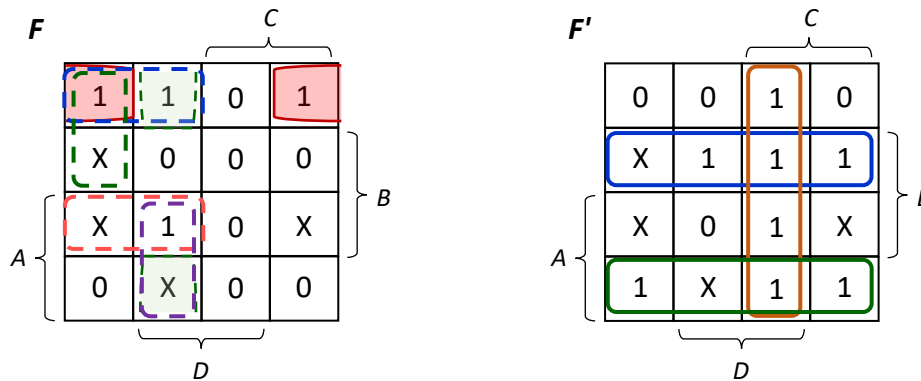 F C F' C
1 1 0 1 0 0 1 0
X 0 0 0 X 1 1 1
B
X 1 0 X X 0 1 X
A A
0 X 0 0 1 X 1 1
D D